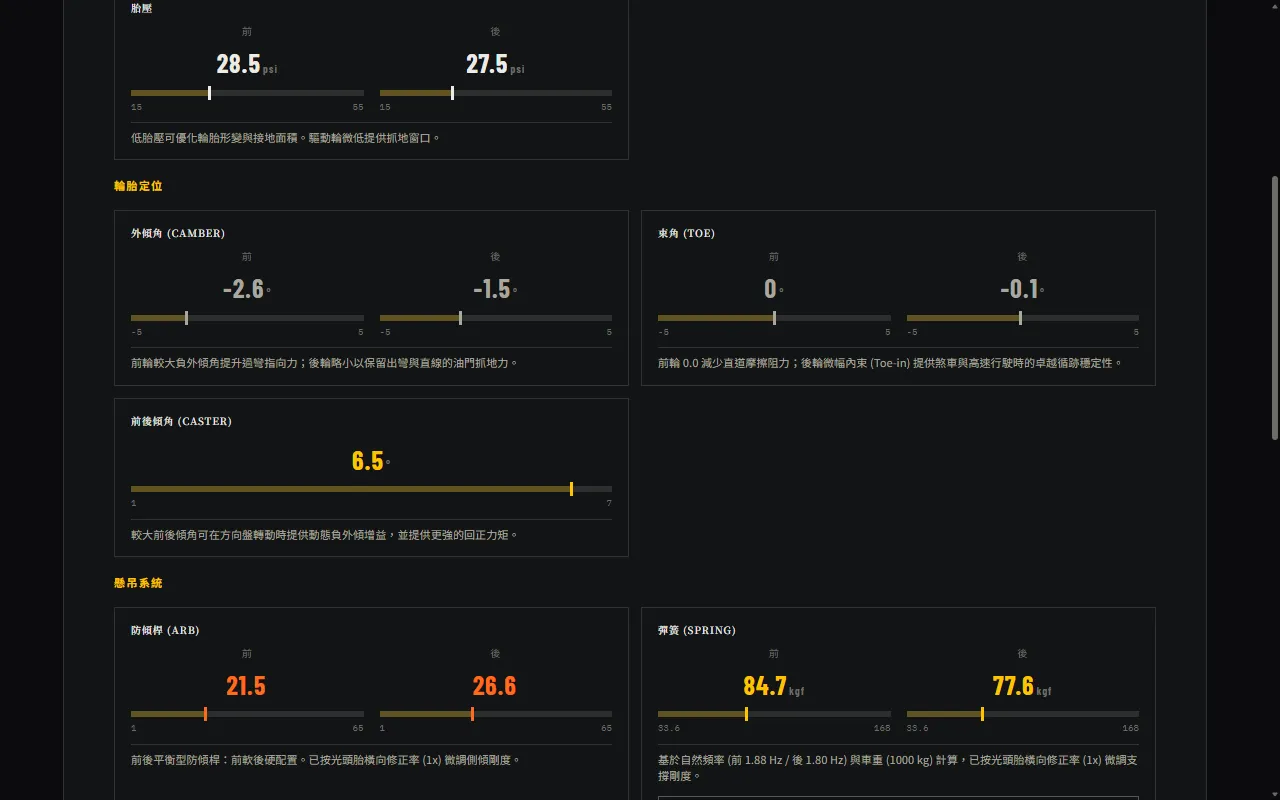 胎壓
前
後
28.5 psi
27.5 psi
15
55
15
55
低胎壓可優化輪胎形變與接地面積。驅動輪微低提供抓地窗口。
輪胎定位
外傾角 (CAMBER)
前
後
-2.6°
-1.5°
-5
5
-5
5
前輪較大負外傾角提升過彎指向力；後輪略小以保留出彎與直線的油門抓地力。
束角 (TOE)
前
後
0°
-0.1°
-5
5
-5
5
前輪 0.0 減少直道摩擦阻力；後輪微幅內束 (Toe-in) 提供煞車與高速行駛時的卓越循跡穩定性。
前後傾角 (CASTER)
6.5°
1
7
較大前後傾角可在方向盤轉動時提供動態負外傾增益，並提供更強的回正力矩。
懸吊系統
防傾桿 (ARB)
前
後
21.5
26.6
1
65
1
65
前後平衡型防傾桿：前軟後硬配置。已按光頭胎橫向修正率 (1x) 微調側傾剛度。
彈簧 (SPRING)
前
後
84.7 kgf
77.6 kgf
33.6
168
33.6
168
基於自然頻率 (前 1.88 Hz / 後 1.80 Hz) 與車重 (1000 kg) 計算，已按光頭胎橫向修正率 (1x) 微調支
撐剛度。